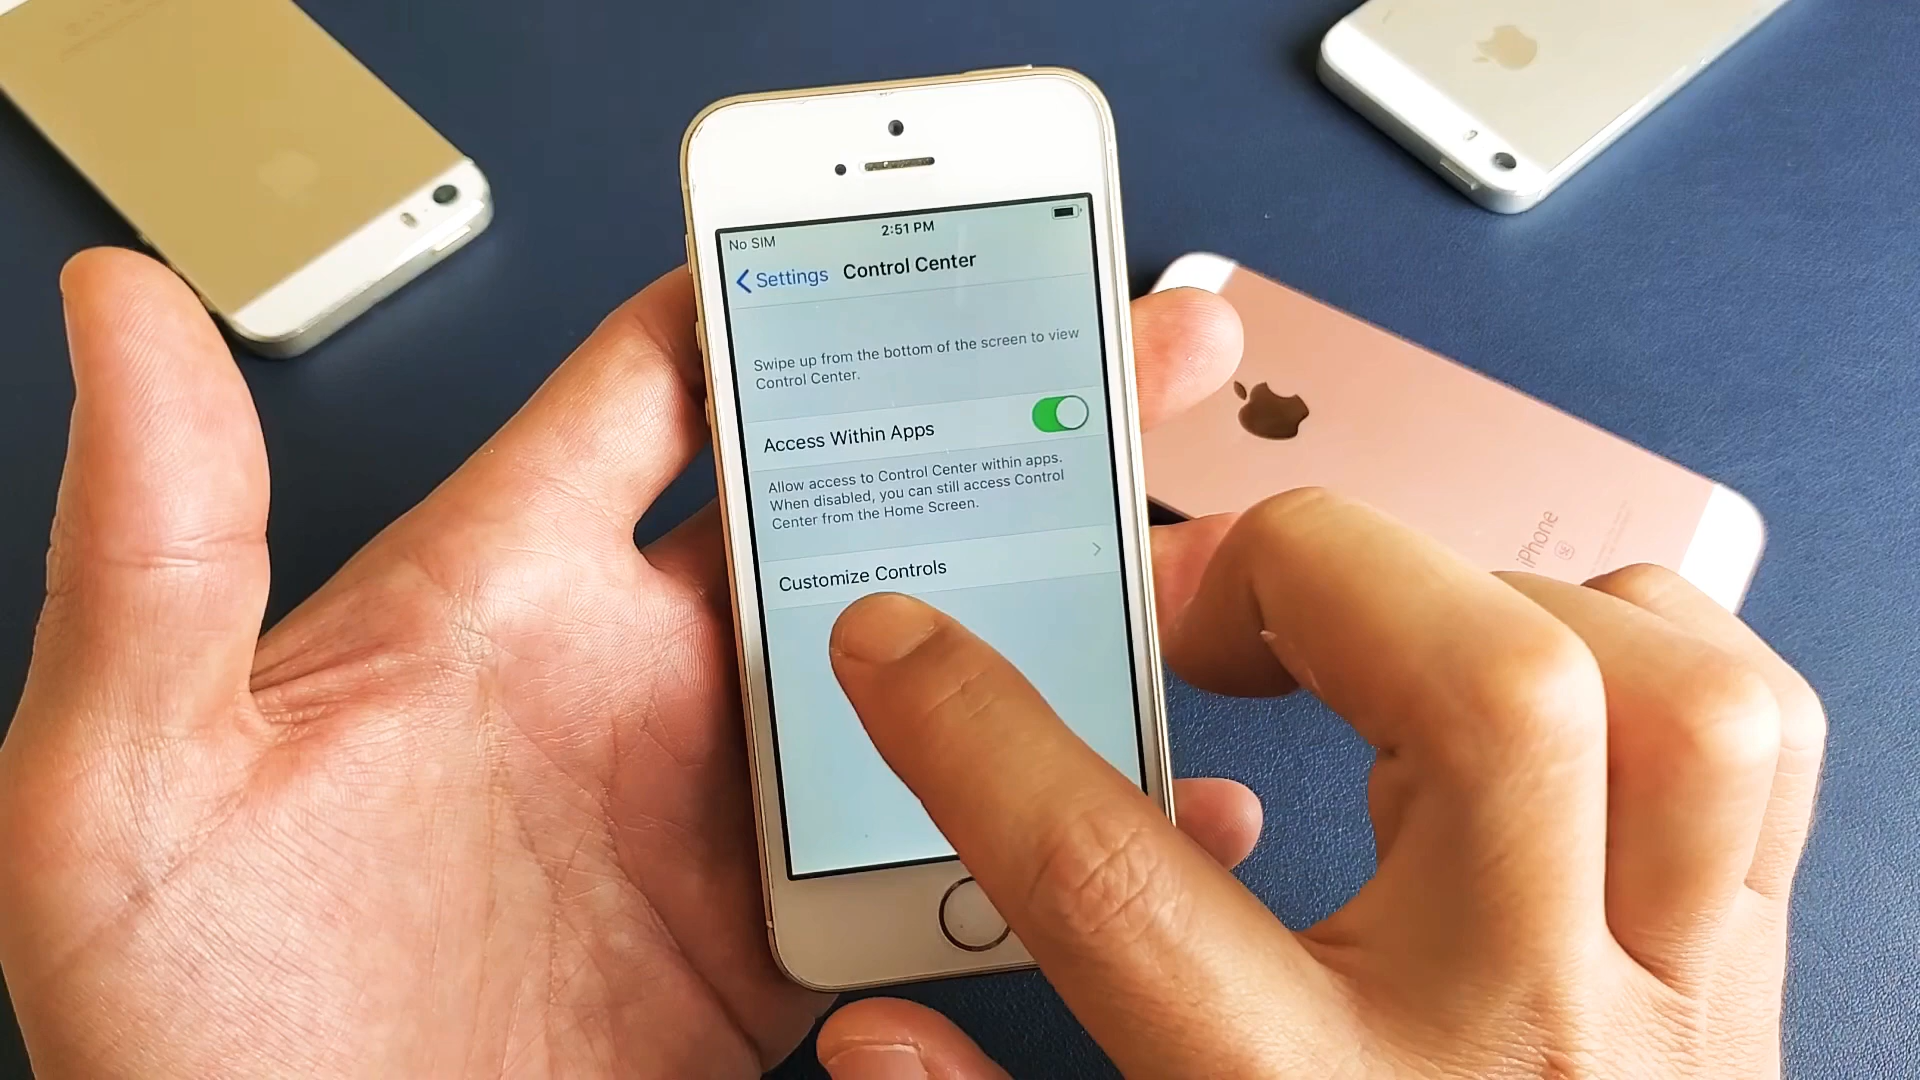 No SIM
2:51 PM
Settings
Control Center
Swipe up from the bottom of the screen to view
Control Center.
Access Within Apps
Allow access to Control Center within apps.
When disabled, you can still access Control
Center from the Home Screen.
Customize Controls
iPhone
SE